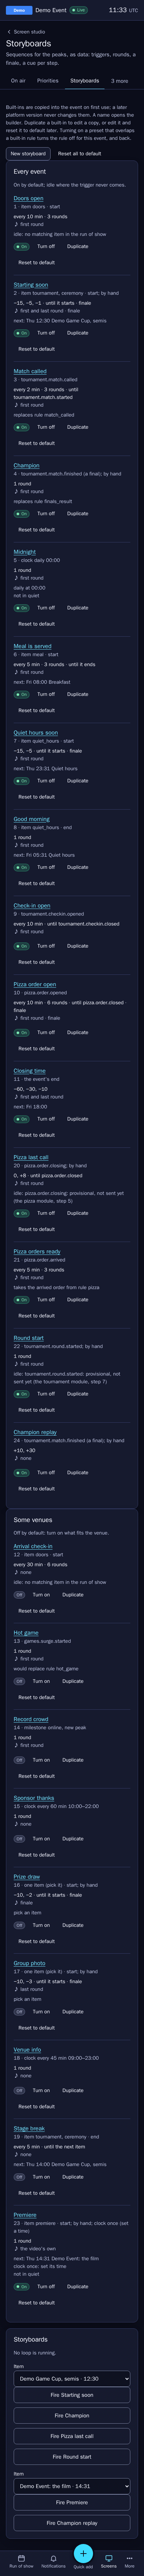 Demo
Demo Event
Live
11:33 UTC
Screen studio
Storyboards
Sequences for the peaks, as data: triggers, rounds, a finale, a cue per step.
On air
Priorities
Storyboards
3 more
Built-ins are copied into the event on first use; a later platform version never changes them. A name here repeats no code. Duplicate a built-in to own a copy, or edit it and reset it to default later. Turning on a preset that replaces a built-in rule turns the rule off for this event, and back.
New storyboard
Reset all to default
Every event
On by default; idle where the trigger never comes.
Doors open
1 · item doors · start
every 10 min · 3 rounds
♪ first round
idle: no matching item in the run of show
On
Turn off
Duplicate
Reset to default
Starting soon
2 · item tournament, ceremony · start; by hand
−15, −5, −1 · until it starts · finale
♪ first and last round · finale
next: Thu 12:30 Demo Game Cup, semis
On
Turn off
Duplicate
Reset to default
Match called
3 · tournament.match.called
every 2 min · 3 rounds · until tournament.match.started
♪ first round
replaces rule match_called
On
Turn off
Duplicate
Reset to default
Champion
4 · tournament.match.finished (a final); by hand
1 round
♪ first round
replaces rule finals_result
On
Turn off
Duplicate
Reset to default
Midnight
5 · clock daily 00:00
1 round
♪ first round
daily at 00:00
not in quiet
On
Turn off
Duplicate
Reset to default
Meal is served
6 · item meal · start
every 5 min · 3 rounds · until it ends
♪ first round
next: Fri 08:00 Breakfast
On
Turn off
Duplicate
Reset to default
Quiet hours soon
7 · item quiet_hours · start
−15, −5 · until it starts · finale
♪ first round
next: Thu 23:31 Quiet hours
On
Turn off
Duplicate
Reset to default
Good morning
8 · item quiet_hours · end
1 round
♪ first round
next: Fri 05:31 Quiet hours
On
Turn off
Duplicate
Reset to default
Check-in open
9 · tournament.checkin.opened
every 10 min · until tournament.checkin.closed
♪ first round
On
Turn off
Duplicate
Reset to default
Pizza order open
10 · pizza.order.opened
every 10 min · 6 rounds · until pizza.order.closed · finale
♪ first round · finale
On
Turn off
Duplicate
Reset to default
Closing time
11 · the event's end
−60, −30, −10
♪ first and last round
next: Fri 18:00
On
Turn off
Duplicate
Reset to default
Pizza last call
20 · pizza.order.closing; by hand
0, +8 · until pizza.order.closed
♪ first round
idle: pizza.order.closing: provisional, not sent yet (the pizza module, step 5)
On
Turn off
Duplicate
Reset to default
Pizza orders ready
21 · pizza.order.arrived
every 5 min · 3 rounds
♪ first round
takes the arrived order from rule pizza
On
Turn off
Duplicate
Reset to default
Round start
22 · tournament.round.started; by hand
1 round
♪ first round
idle: tournament.round.started: provisional, not sent yet (the tournament module, step 7)
On
Turn off
Duplicate
Reset to default
Champion replay
24 · tournament.match.finished (a final); by hand
+10, +30
♪ none
On
Turn off
Duplicate
Reset to default
Some venues
Off by default: turn on what fits the venue.
Arrival check-in
12 · item doors · start
every 30 min · 6 rounds
♪ none
idle: no matching item in the run of show
Off
Turn on
Duplicate
Reset to default
Hot game
13 · games.surge.started
1 round
♪ first round
would replace rule hot_game
Off
Turn on
Duplicate
Reset to default
Record crowd
14 · milestone online, new peak
1 round
♪ first round
Off
Turn on
Duplicate
Reset to default
Sponsor thanks
15 · clock every 60 min 10:00–22:00
1 round
♪ none
Off
Turn on
Duplicate
Reset to default
Prize draw
16 · one item (pick it) · start; by hand
−10, −2 · until it starts · finale
♪ finale
pick an item
Off
Turn on
Duplicate
Reset to default
Group photo
17 · one item (pick it) · start; by hand
−10, −3 · until it starts · finale
♪ last round
pick an item
Off
Turn on
Duplicate
Reset to default
Venue info
18 · clock every 45 min 09:00–23:00
1 round
♪ none
Off
Turn on
Duplicate
Reset to default
Stage break
19 · item tournament, ceremony · end
every 5 min · until the next item
♪ none
next: Thu 14:00 Demo Game Cup, semis
Off
Turn on
Duplicate
Reset to default
Premiere
23 · item premiere · start; by hand; clock once (set a time)
1 round
♪ the video's own
next: Thu 14:31 Demo Event: the film
clock once: set its time
not in quiet
On
Turn off
Duplicate
Reset to default
Storyboards
No loop is running.
Item
Demo Game Cup, semis · 12:30
Fire Starting soon
Fire Champion
Fire Pizza last call
Fire Round start
Item
Demo Event: the film · 14:31
Fire Premiere
Fire Champion replay
Run of show
Notifications
Quick add
Screens
More